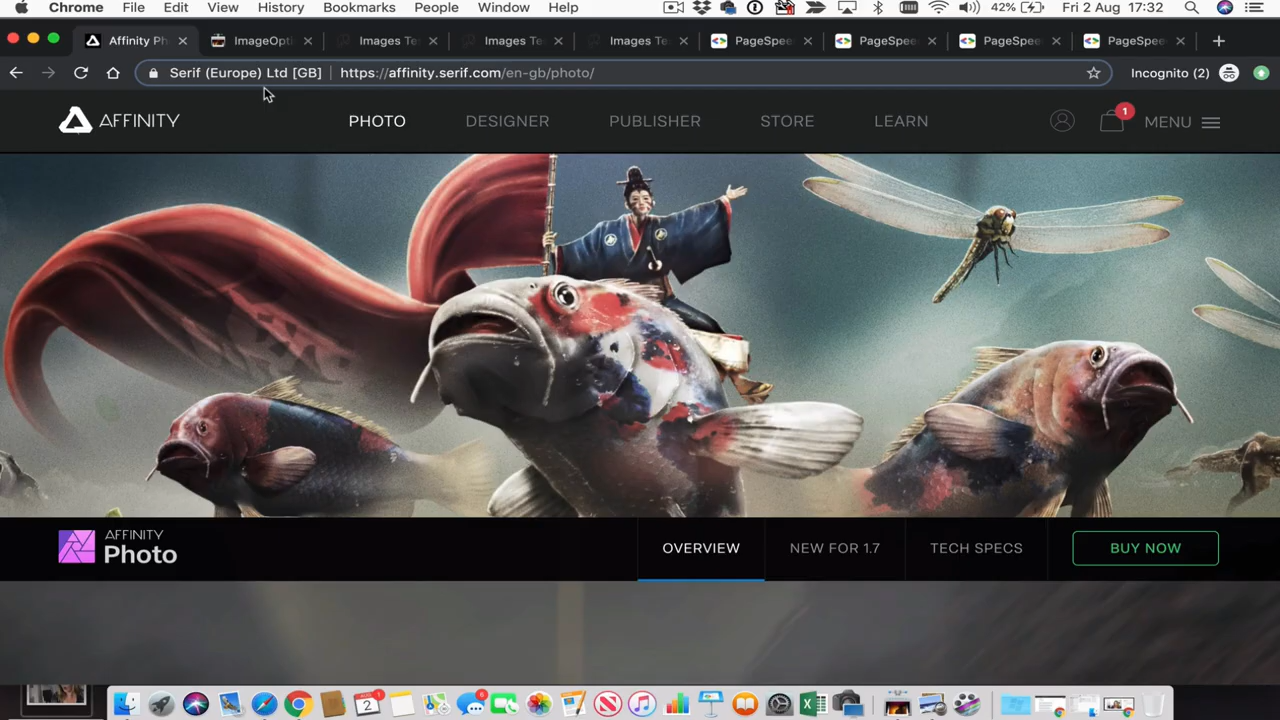 Chrome File Edit View History Bookmarks People Window Help 42% Fri 2 Aug 17:32
Affinity Ph ImageOpti Images Te Images Te Images Te PageSpee PageSpee PageSpee PageSpee
Serif (Europe) Ltd [GB] https://affinity.serif.com/en-gb/photo/ Incognito (2)
AFFINITY PHOTO DESIGNER PUBLISHER STORE LEARN 1 MENU
AFFINITY
Photo
OVERVIEW NEW FOR 1.7 TECH SPECS BUY NOW
2
6